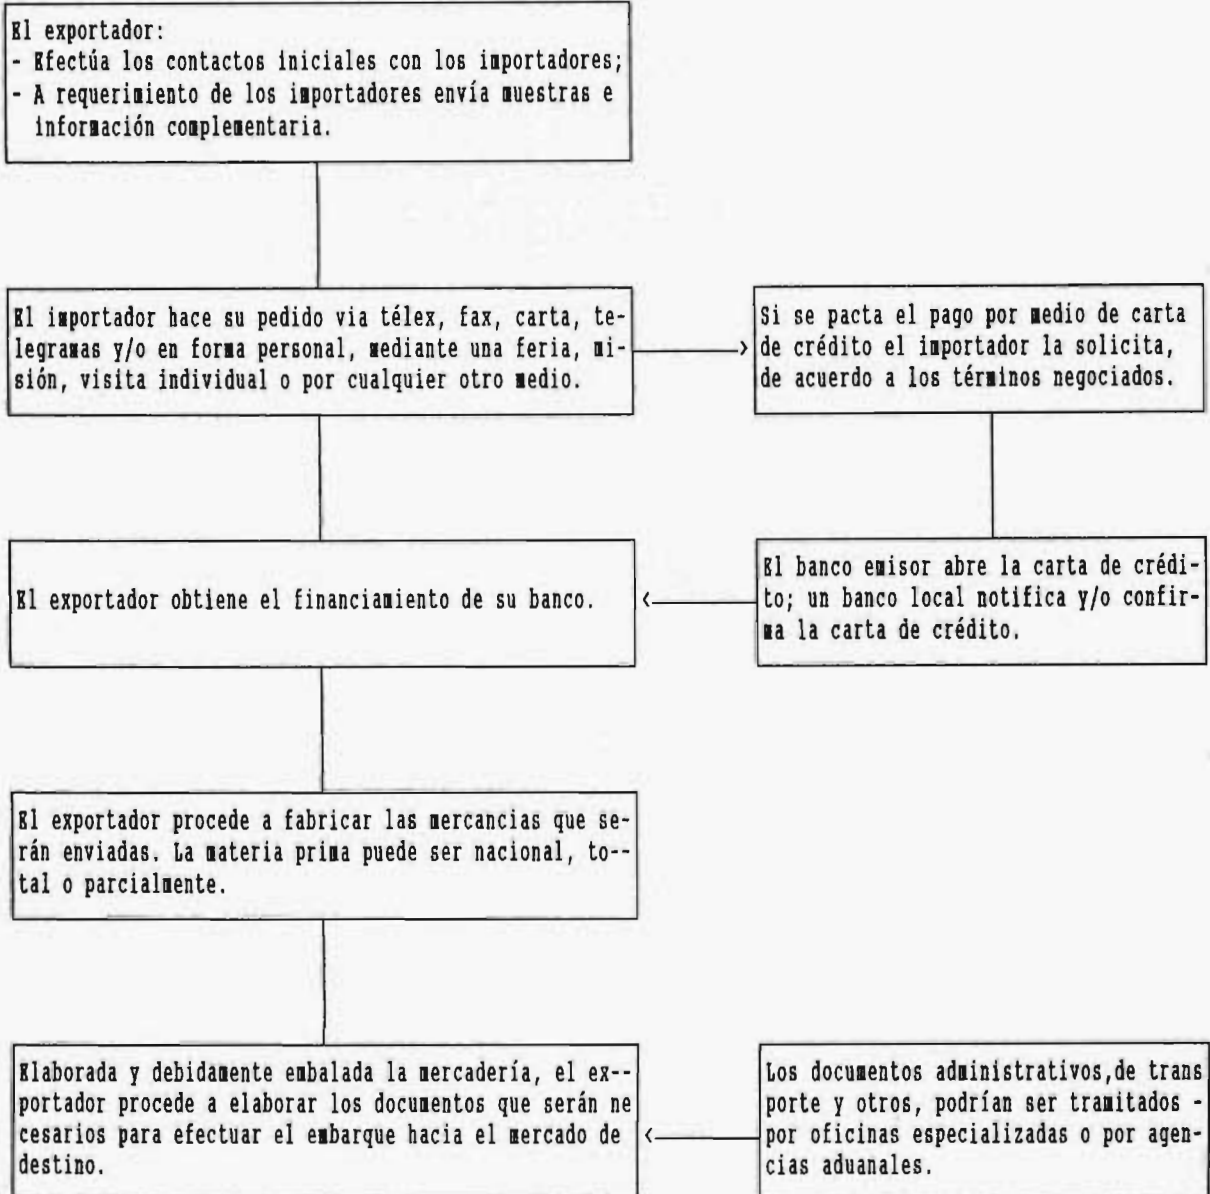 El exportador:
- Efectúa los contactos iniciales con los importadores;
- A requerimiento de los importadores envía muestras e
información complementaria.
El importador hace su pedido via télex, fax, carta, te-
legramas y/o en forma personal, mediante una feria, mi-
sión, visita individual o por cualquier otro medio.
Si se pacta el pago por medio de carta
de crédito el importador la solicita,
de acuerdo a los términos negociados.
El exportador obtiene el financiamiento de su banco.
El banco emisor abre la carta de crédi-
to; un banco local notifica y/o confir-
ma la carta de crédito.
El exportador procede a fabricar las mercancias que se-
rán enviadas. La materia prima puede ser nacional, to--
tal o parcialmente.
Elaborada y debidamente embalada la mercadería, el ex--
portador procede a elaborar los documentos que serán ne
cesarios para efectuar el embarque hacia el mercado de
destino.
Los documentos administrativos,de trans
porte y otros, podrían ser tramitados -
por oficinas especializadas o por agen-
cias aduanales.